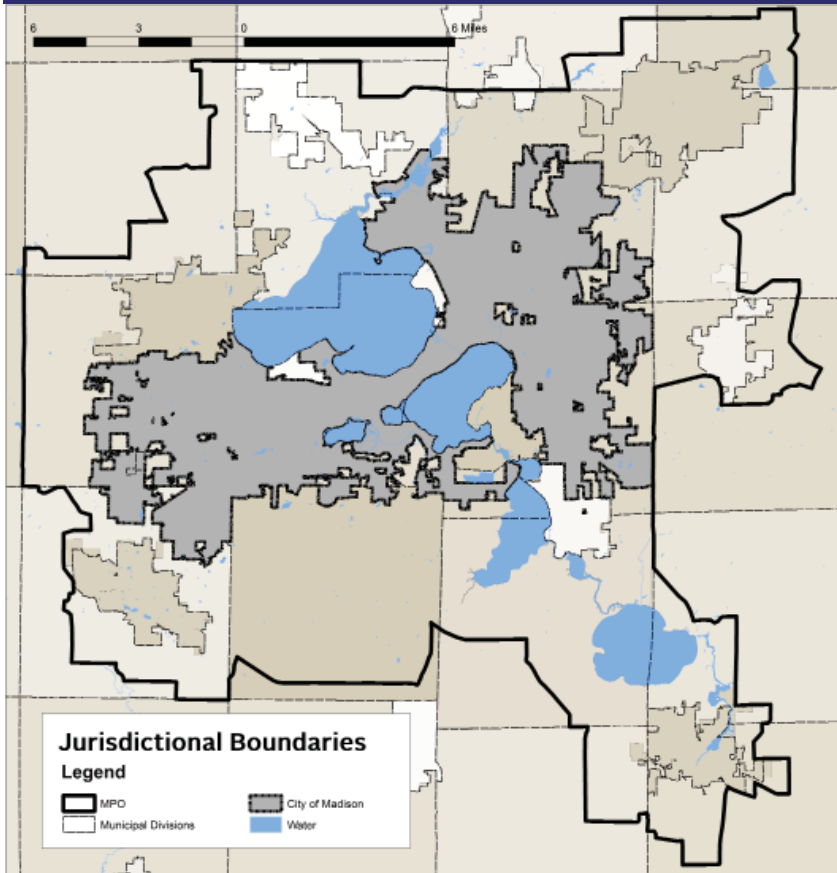 6 3 0 6 Miles
Jurisdictional Boundaries
Legend
MPO
City of Madison
Municipal Divisions
Water